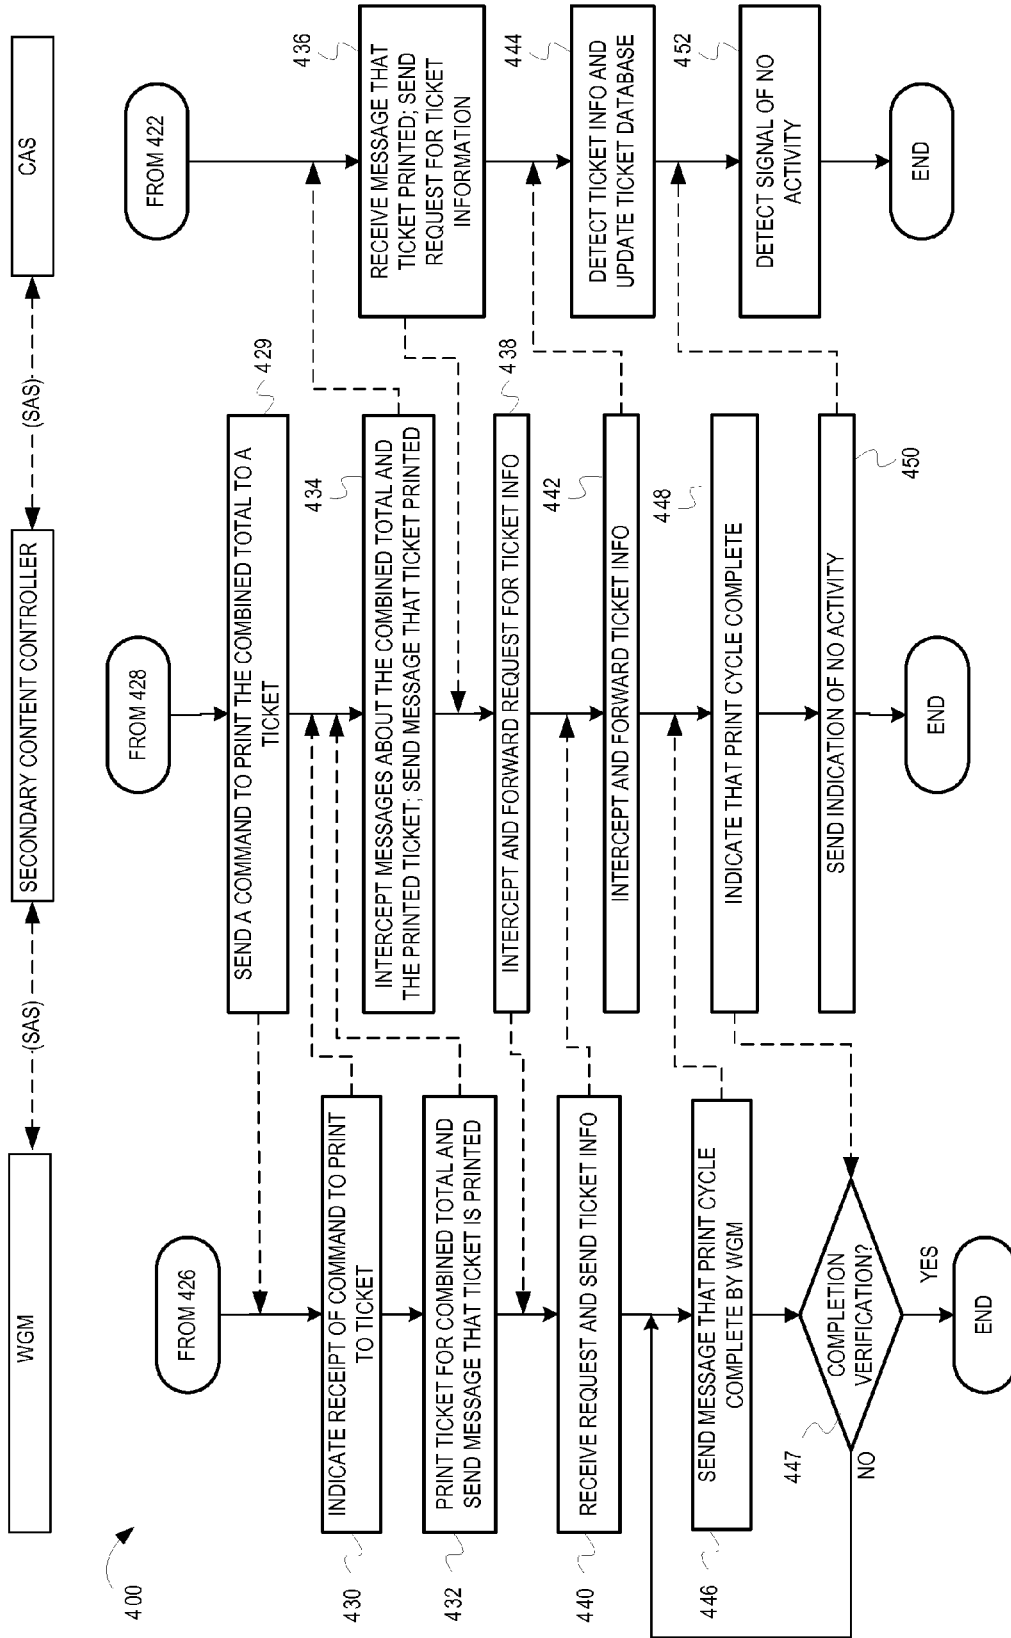 400
WGM
(SAS)
SECONDARY CONTENT CONTROLLER
(SAS)
CAS
FROM 426
FROM 428
FROM 422
SEND A COMMAND TO PRINT THE COMBINED TOTAL TO A
TICKET
429
430
INDICATE RECEIPT OF COMMAND TO PRINT
TO TICKET
432
PRINT TICKET FOR COMBINED TOTAL AND
SEND MESSAGE THAT TICKET IS PRINTED
434
INTERCEPT MESSAGES ABOUT THE COMBINED TOTAL AND
THE PRINTED TICKET; SEND MESSAGE THAT TICKET PRINTED
436
RECEIVE MESSAGE THAT
TICKET PRINTED; SEND
REQUEST FOR TICKET
INFORMATION
438
INTERCEPT AND FORWARD REQUEST FOR TICKET INFO
440
RECEIVE REQUEST AND SEND TICKET INFO
442
INTERCEPT AND FORWARD TICKET INFO
444
DETECT TICKET INFO AND
UPDATE TICKET DATABASE
446
SEND MESSAGE THAT PRINT CYCLE
COMPLETE BY WGM
448
INDICATE THAT PRINT CYCLE COMPLETE
447
COMPLETION
VERIFICATION?
NO
YES
450
SEND INDICATION OF NO ACTIVITY
452
DETECT SIGNAL OF NO
ACTIVITY
END
END
END